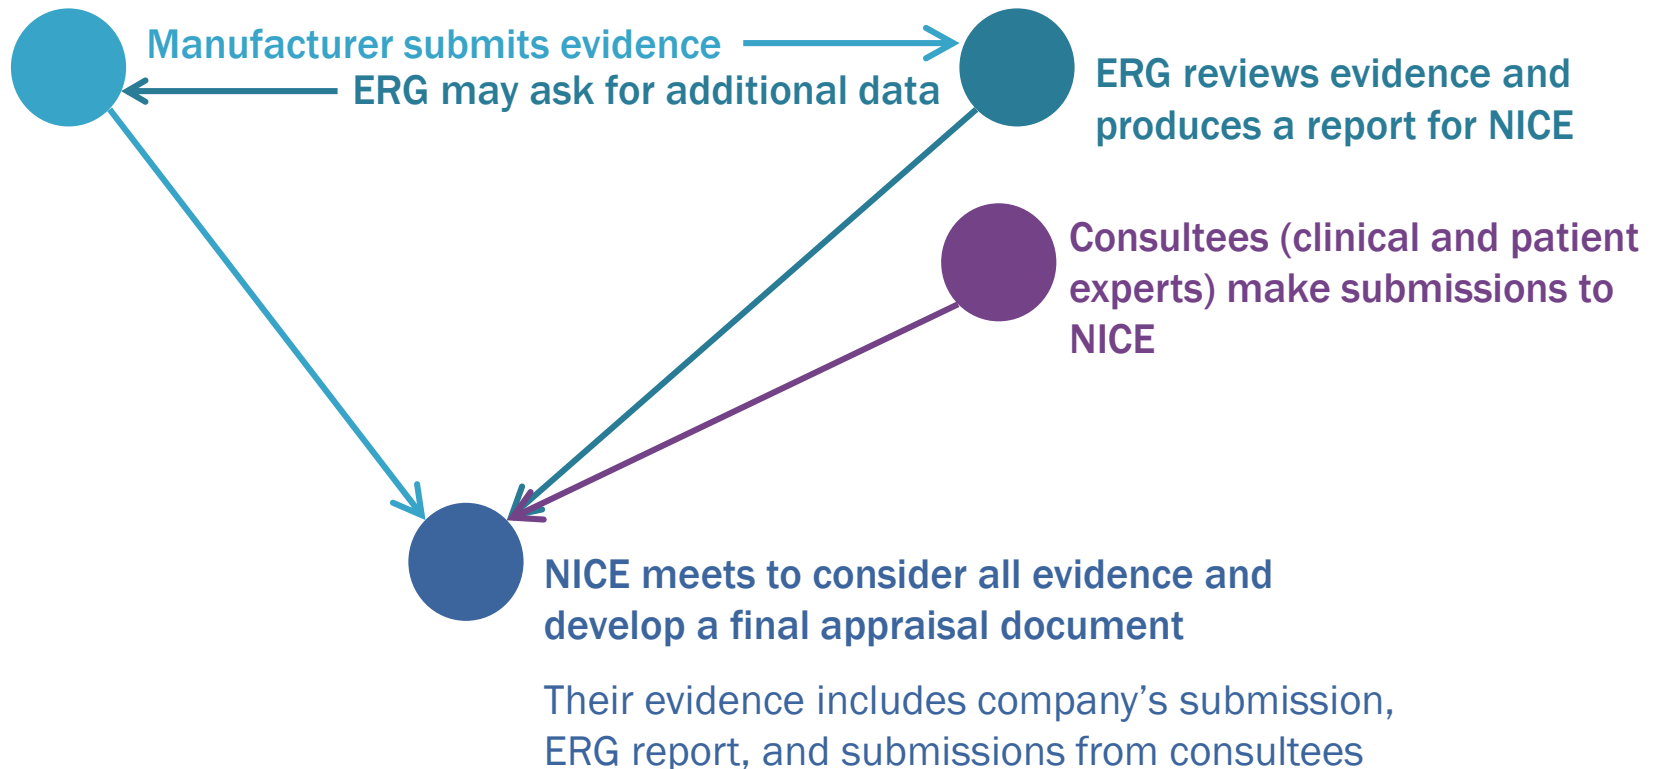 Manufacturer submits evidence
ERG may ask for additional data
ERG reviews evidence and
produces a report for NICE
Consultees (clinical and patient
experts) make submissions to
NICE
NICE meets to consider all evidence and
develop a final appraisal document
Their evidence includes company’s submission,
ERG report, and submissions from consultees